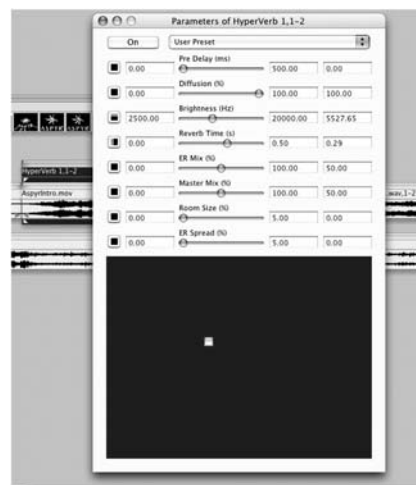 Parameters of HyperVerb 1,1-2
On User Preset
Pre Delay (ms)
0.00 500.00 0.00
Diffusion (%)
0.00 100.00 100.00
Brightness (Hz)
2500.00 20000.00 5527.65
Reverb Time (s)
0.00 0.50 0.29
ER Mix (%)
0.00 100.00 50.00
Master Mix (%)
0.00 100.00 50.00
Room Size (%)
0.00 5.00 0.00
ER Spread (%)
0.00 5.00 0.00
HyperVerb 1,1-2
AspyrIntro.mov
.wav,1-2